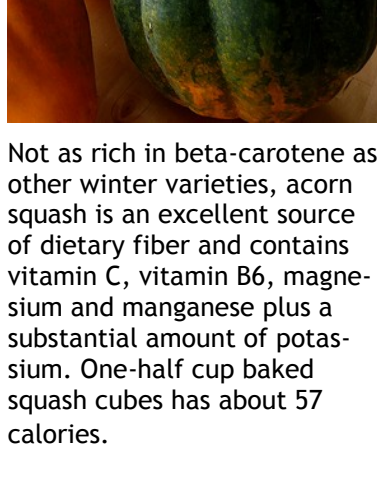 Not as rich in beta-carotene as
other winter varieties, acorn
squash is an excellent source
of dietary fiber and contains
vitamin C, vitamin B6, magne-
sium and manganese plus a
substantial amount of potas-
sium. One-half cup baked
squash cubes has about 57
calories.